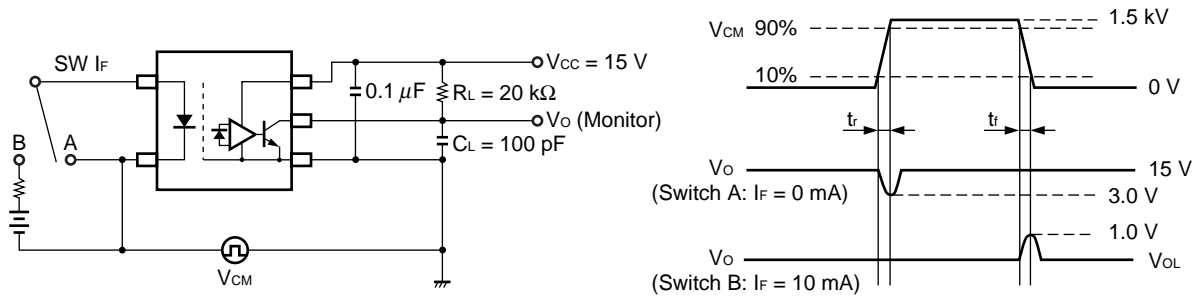 SW IF
B
A
VCC = 15 V
0.1 μF
RL = 20 kΩ
VO (Monitor)
CL = 100 pF
VCM
VCM 90%
10%
1.5 kV
0 V
tr
tf
VO
(Switch A: IF = 0 mA)
15 V
3.0 V
1.0 V
VO
(Switch B: IF = 10 mA)
VOL